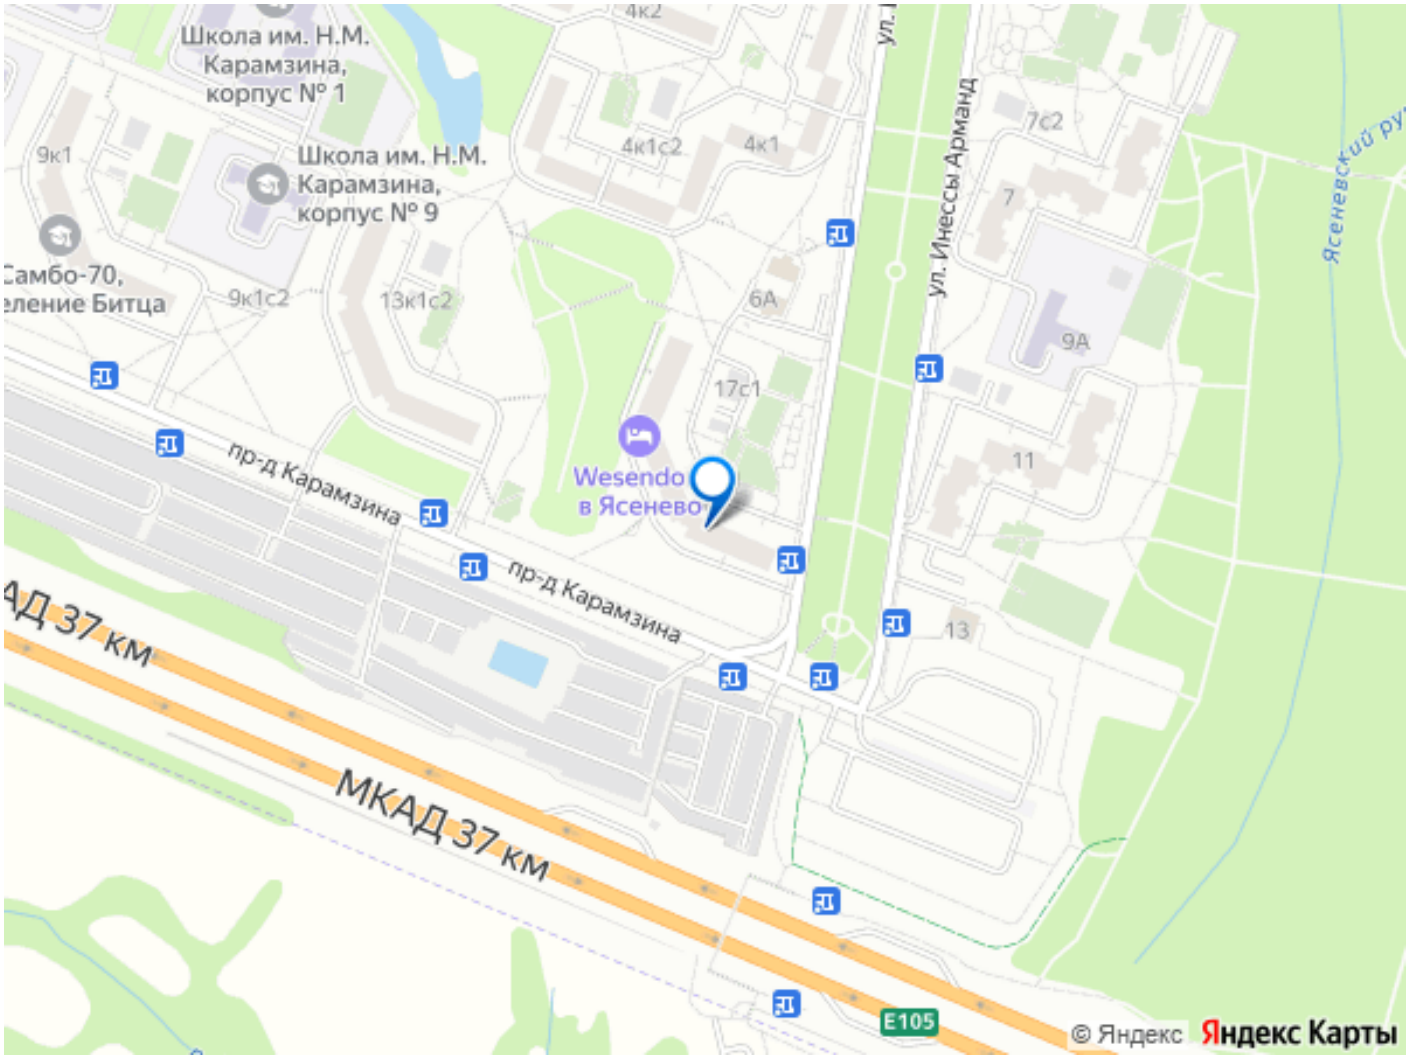 4к2
ул. И
Школа им. Н.М.
Карамзина,
корпус № 1
ул. Инессы Арманд
7с2
Ясеневский
9к1
Школа им. Н.М.
Карамзина,
корпус № 9
4к1с2
4к1
7
Самбо-70,
еление Битца
9к1с2
13к1с2
6А
9А
17с1
пр-д Карамзина
Wesendo
в Ясенево
11
пр-д Карамзина
13
АД 37 км
МКАД 37 км
E105
© Яндекс Яндекс Карты